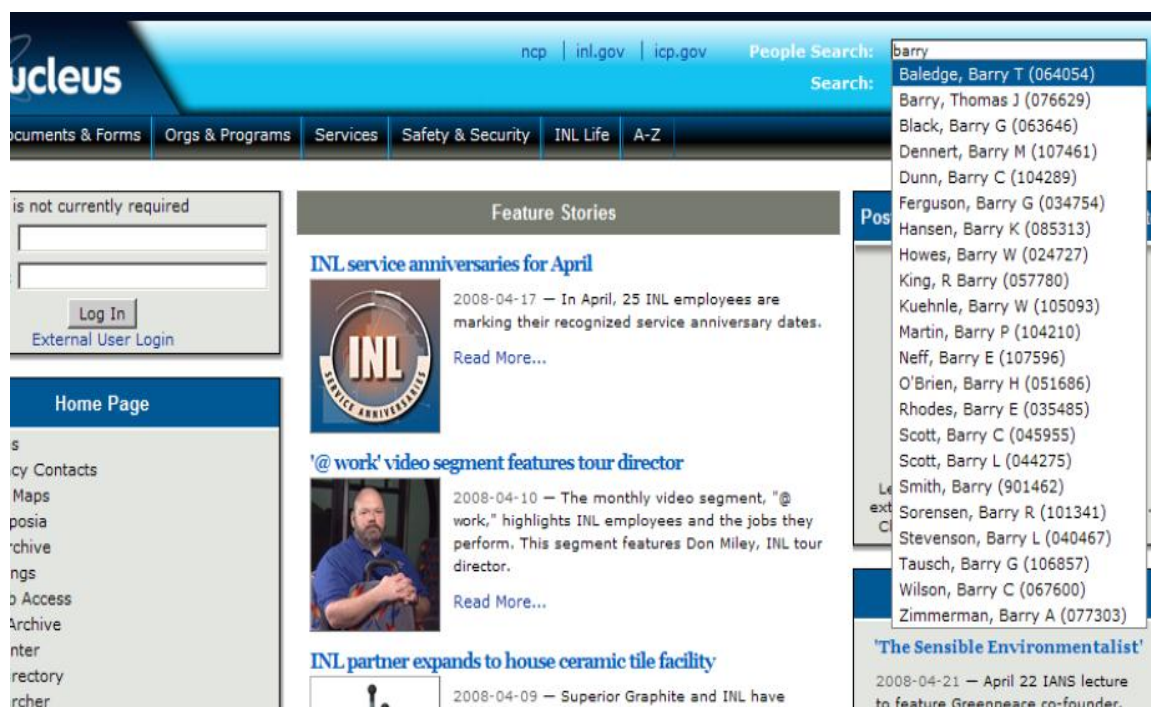 ucleus
ncp | inl.gov | icp.gov
People Search:
barry
Search:
Baledge, Barry T (064054)
Barry, Thomas J (076629)
Black, Barry G (063646)
Dennert, Barry M (107461)
Dunn, Barry C (104289)
Ferguson, Barry G (034754)
Hansen, Barry K (085313)
Howes, Barry W (024727)
King, R Barry (057780)
Kuehnle, Barry W (105093)
Martin, Barry P (104210)
Neff, Barry E (107596)
O'Brien, Barry H (051686)
Rhodes, Barry E (035485)
Scott, Barry C (045955)
Scott, Barry L (044275)
Smith, Barry (901462)
Sorensen, Barry R (101341)
Stevenson, Barry L (040467)
Tausch, Barry G (106857)
Wilson, Barry C (067600)
Zimmerman, Barry A (077303)
ocuments & Forms
Orgs & Programs
Services
Safety & Security
INL Life
A-Z
is not currently required
Log In
External User Login
Home Page
s
cy Contacts
Maps
posia
rchive
ngs
Access
Archive
nter
rectory
rcher
Feature Stories
INL service anniversaries for April
INL
SERVICE ANNIVERSARIES
2008-04-17 — In April, 25 INL employees are
marking their recognized service anniversary dates.
Read More...
'@ work' video segment features tour director
2008-04-10 — The monthly video segment, "@
work," highlights INL employees and the jobs they
perform. This segment features Don Miley, INL tour
director.
Read More...
INL partner expands to house ceramic tile facility
2008-04-09 — Superior Graphite and INL have
Pos
Le
ext
Cl
'The Sensible Environmentalist'
2008-04-21 — April 22 IANS lecture
to feature Greenpeace co-founder,